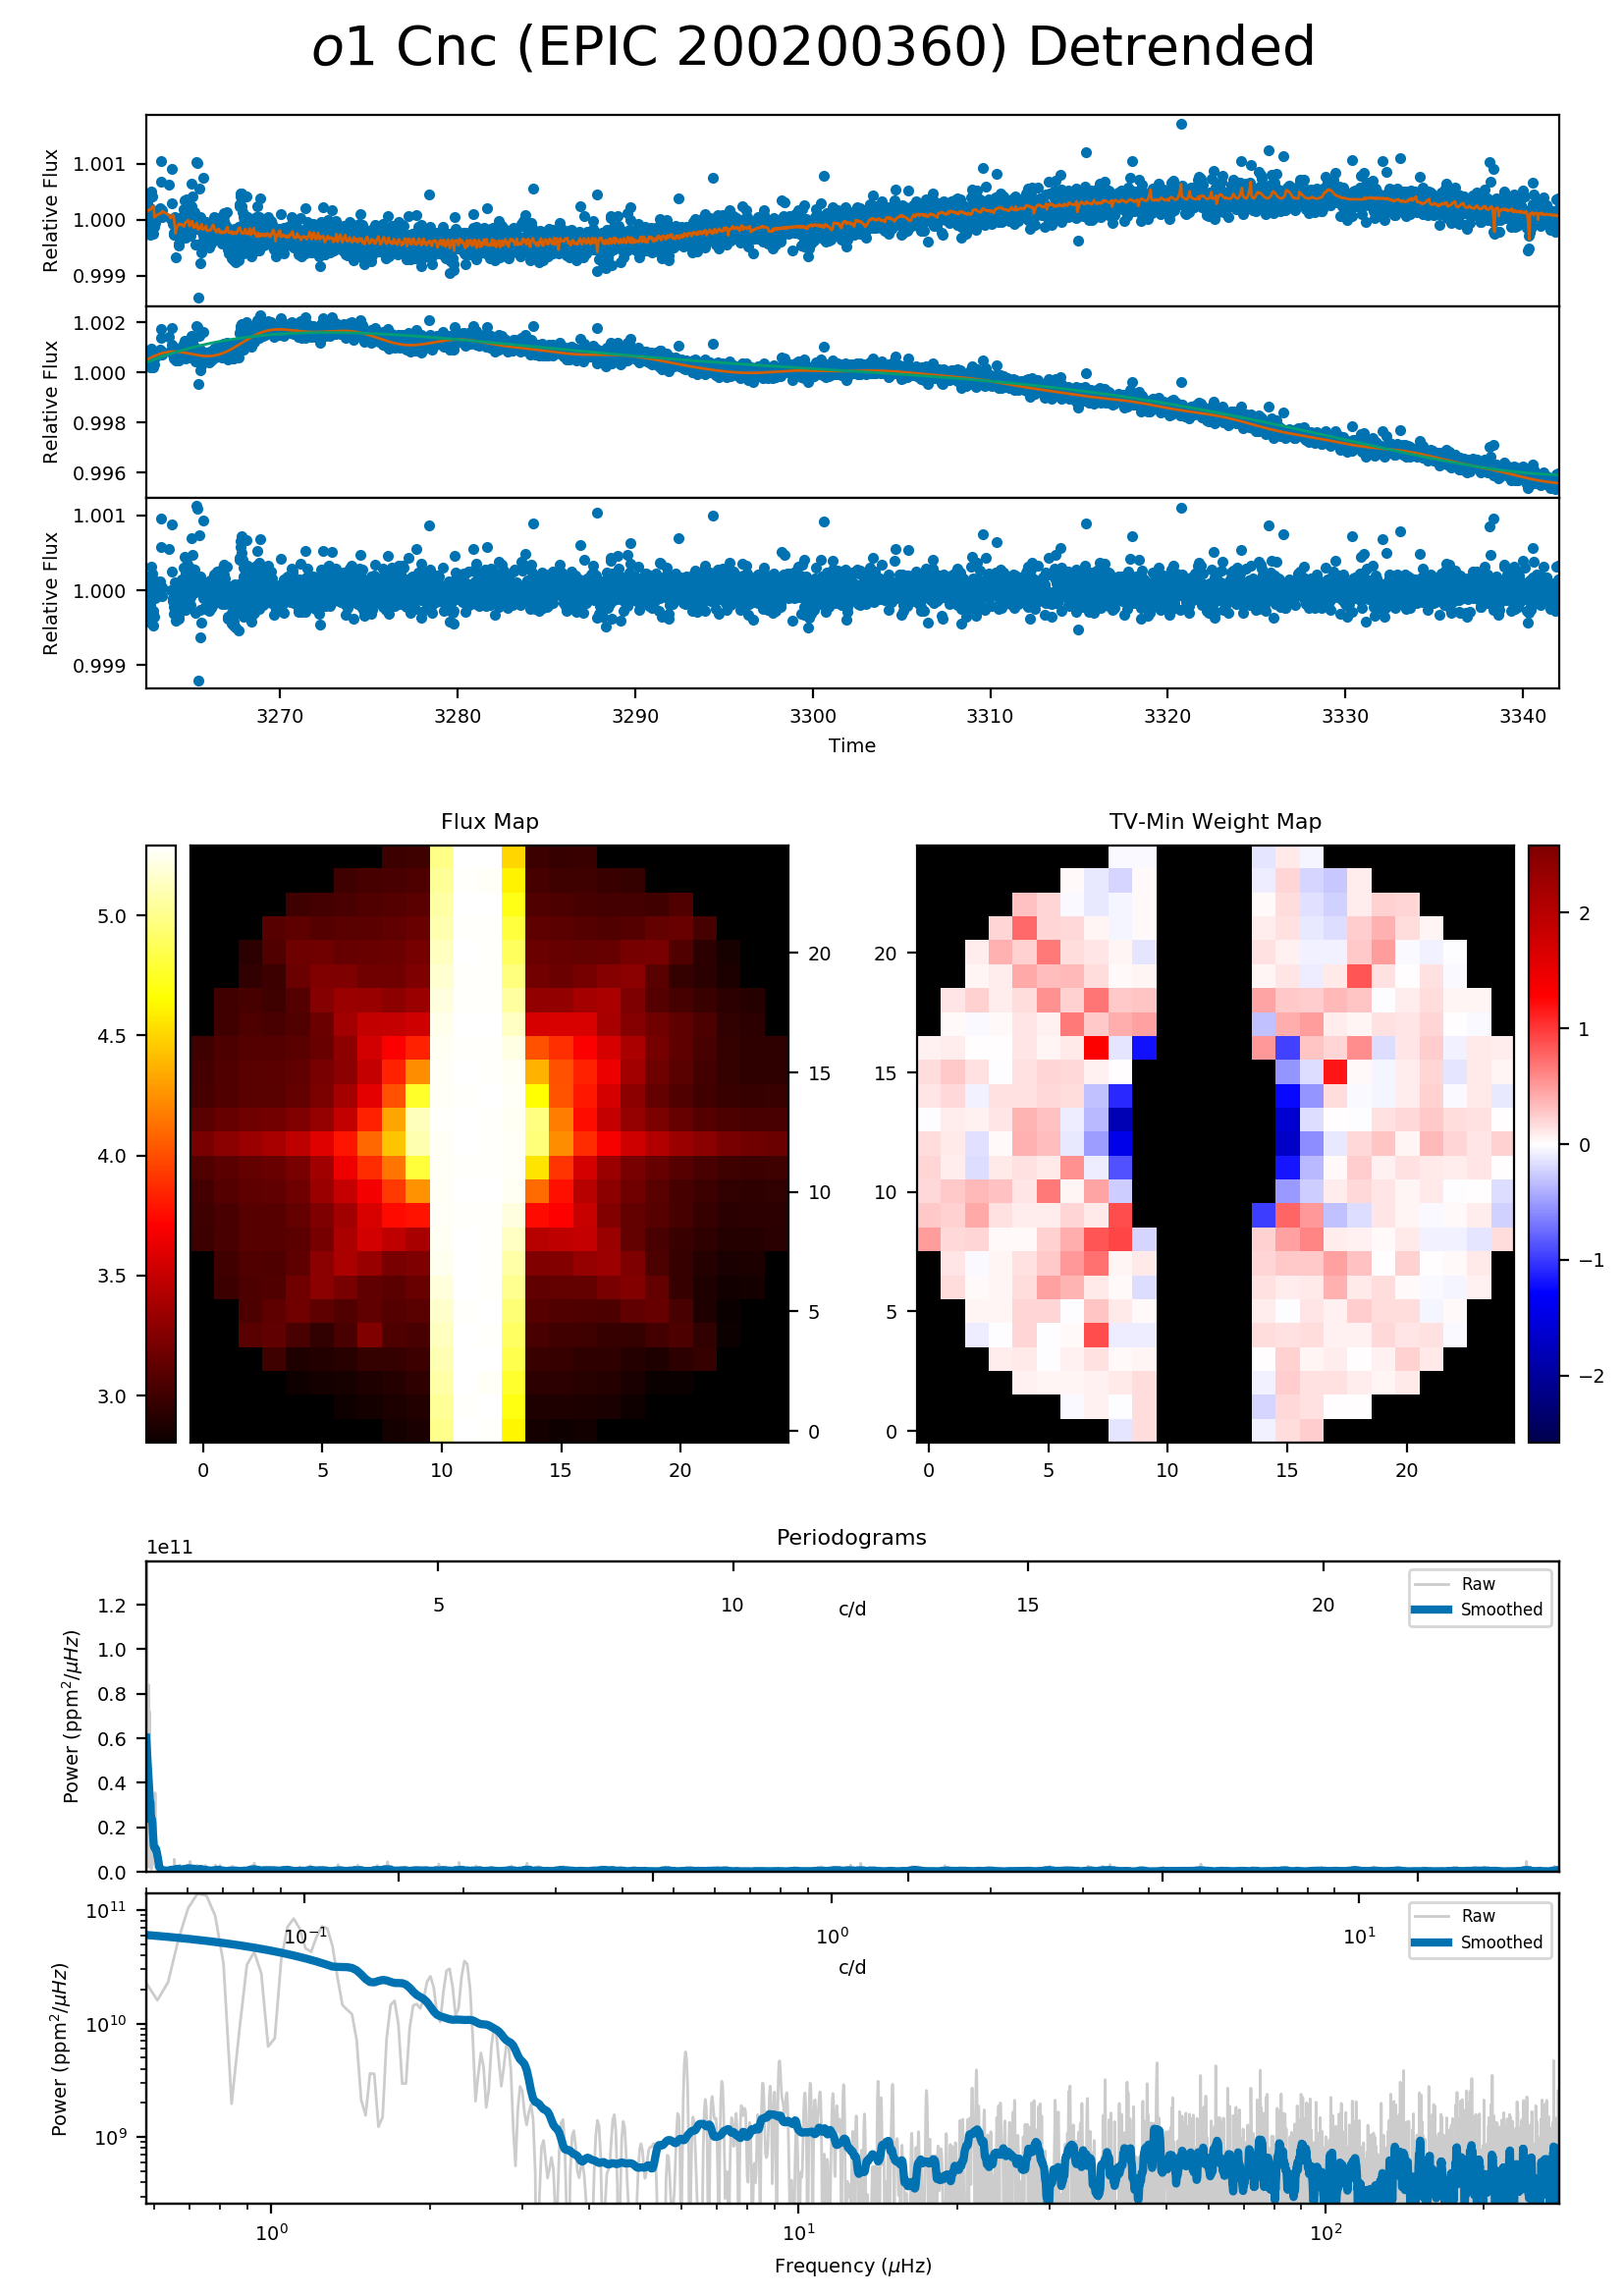 o1 Cnc (EPIC 200200360) Detrended
Relative Flux
1.001
1.000
0.999
Relative Flux
1.002
1.000
0.998
0.996
Relative Flux
1.001
1.000
0.999
3270 3280 3290 3300 3310 3320 3330 3340
Time
Flux Map
5.0
4.5
4.0
3.5
3.0
20
15
10
5
0
0 5 10 15 20
TV-Min Weight Map
20
15
10
5
0
0 5 10 15 20
2
1
0
−1
−2
Periodograms
1e11
5 10 15 20
c/d
Raw
Smoothed
Power (ppm²/μHz)
1.2
1.0
0.8
0.6
0.4
0.2
0.0
10⁻¹ 10⁰ 10¹
c/d
Raw
Smoothed
Power (ppm²/μHz)
10¹¹
10¹⁰
10⁹
10⁰ 10¹ 10²
Frequency (μHz)